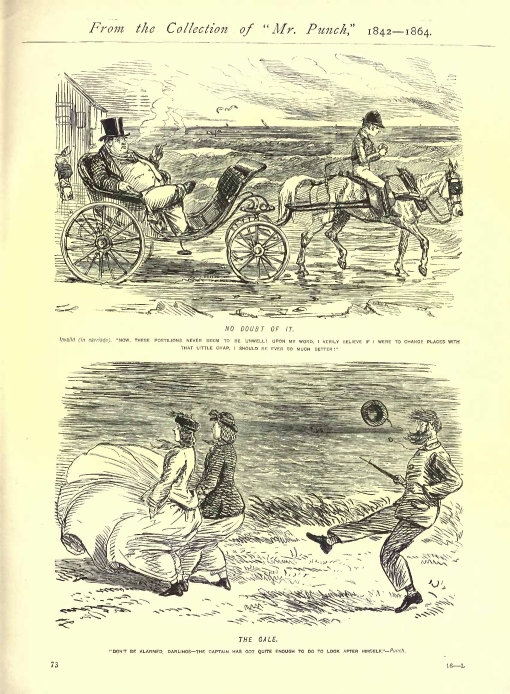 From the Collection of "Mr. Punch," 1842—1864.
NO DOUBT OF IT.
Invalid (in carriage). "NOW, THESE POSTILIONS NEVER SEEM TO BE UNWELL! UPON MY WORD, I VERILY BELIEVE IF I WERE TO CHANGE PLACES WITH
THAT LITTLE CHAP, I SHOULD BE EVER SO MUCH BETTER!"
THE GALE.
"DON'T BE ALARMED, DARLINGS—THE CAPTAIN HAS GOT QUITE ENOUGH TO DO TO LOOK AFTER HIMSELF."—Punch.
73
16—L